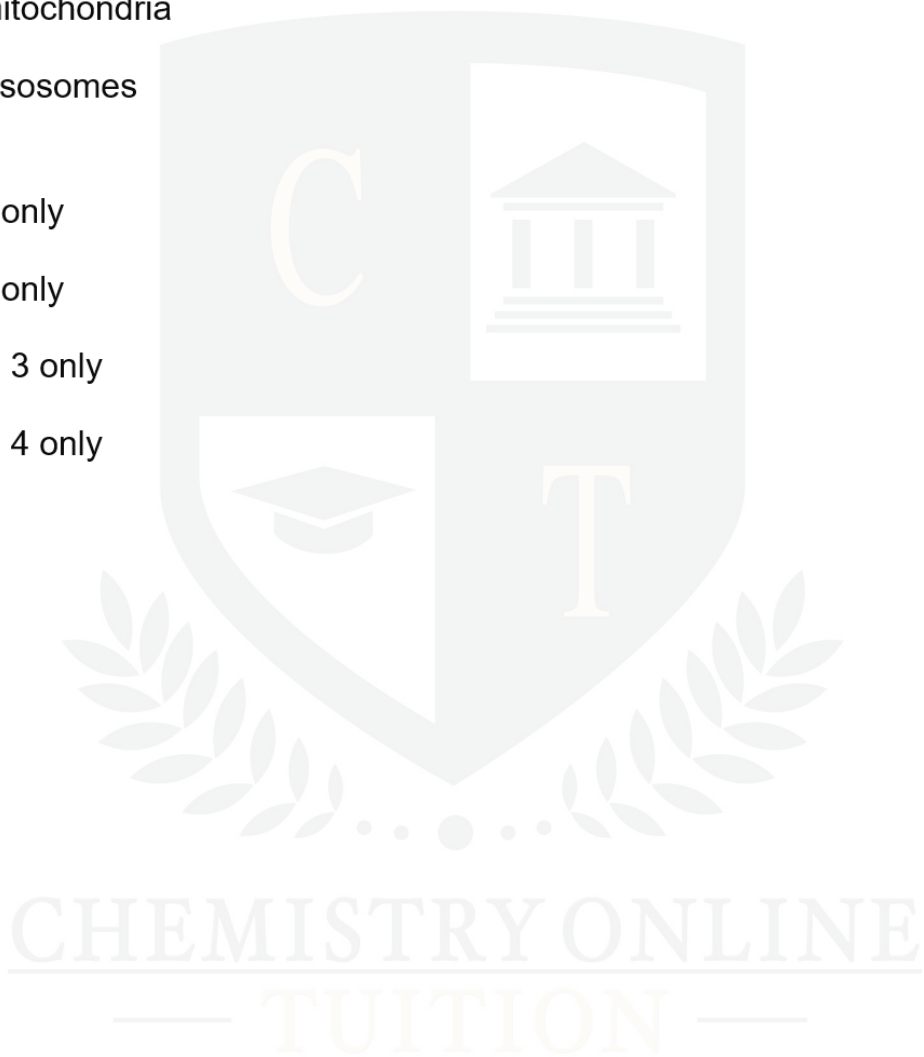 itochondria
sosomes
only
only
3 only
4 only
C
T
CHEMISTRY ONLINE
TUITION